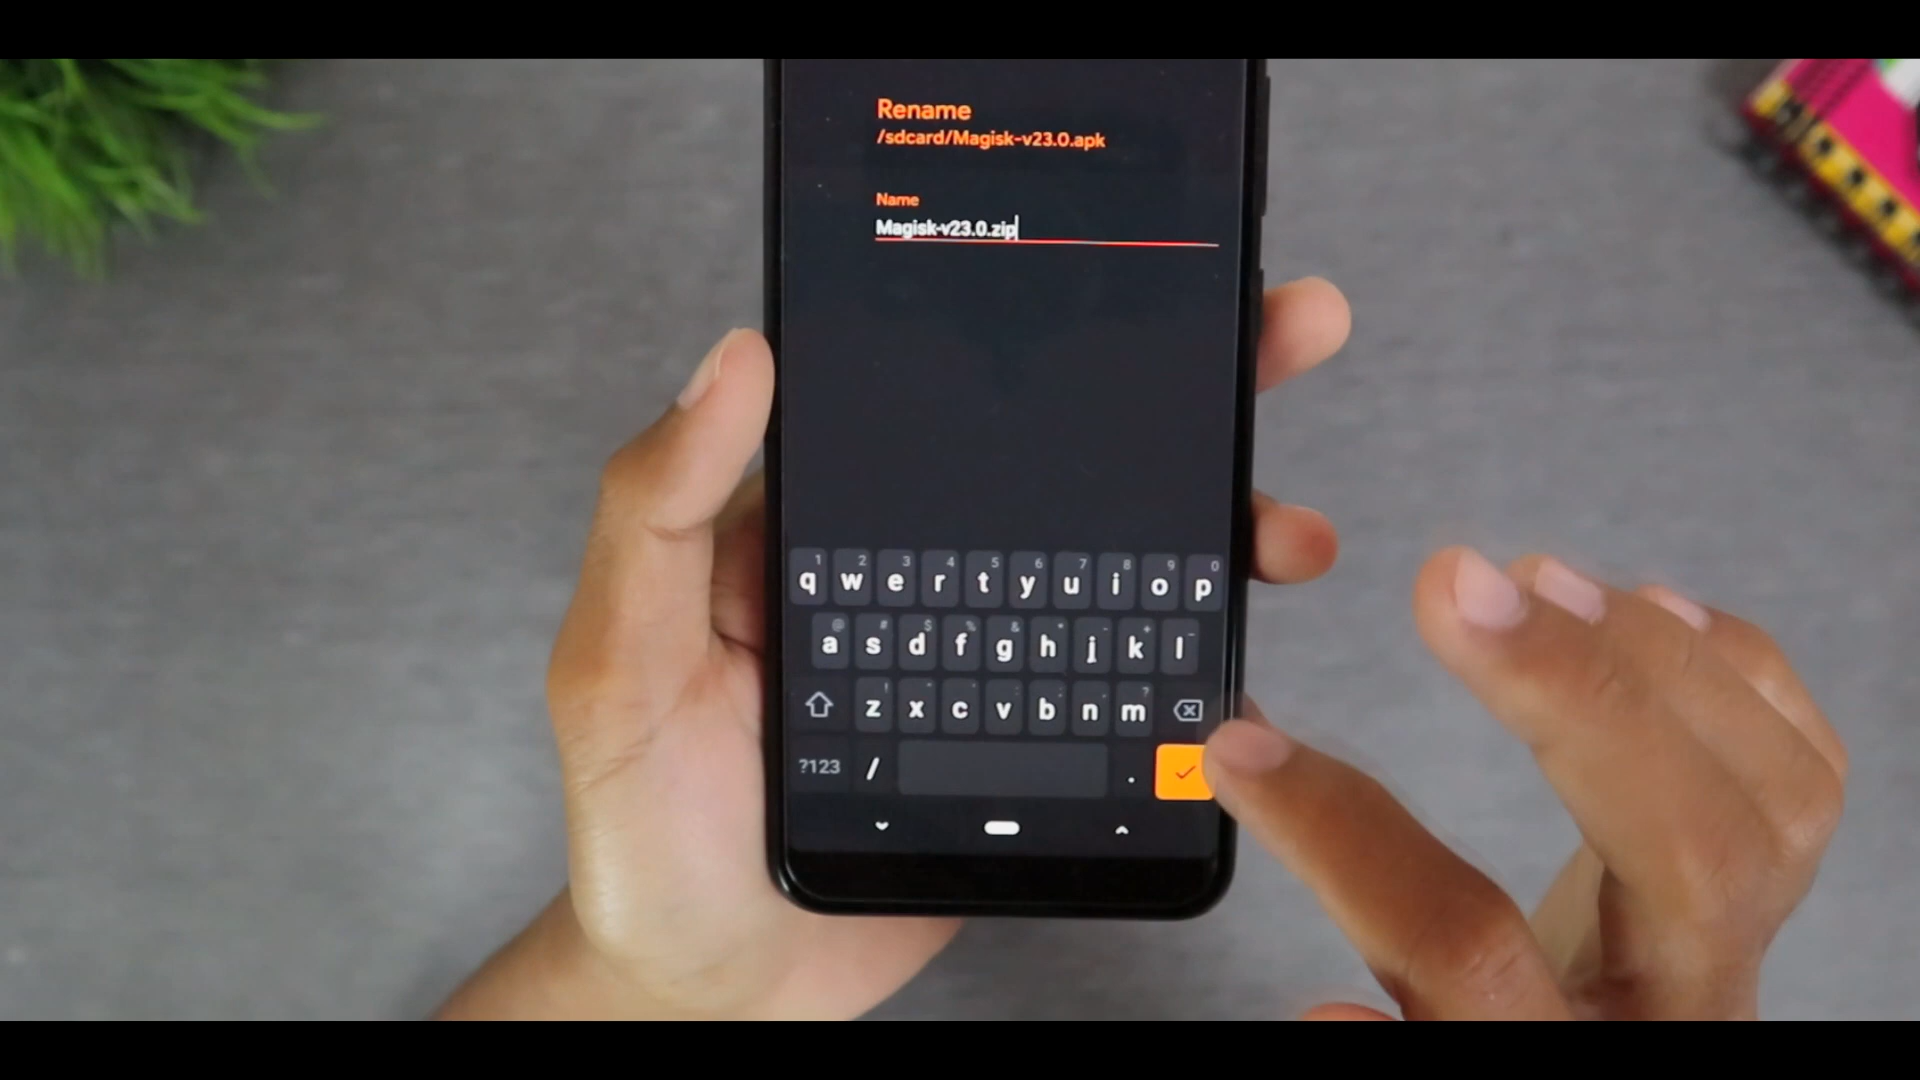 Rename
/sdcard/Magisk-v23.0.apk
Name
Magisk-v23.0.zip
1 2 3 4 5 6 7 8 9 0
q w e r t y u i o p
@ # $ % & * - +
a s d f g h j k l
! ?
z x c v b n m
?123 / .